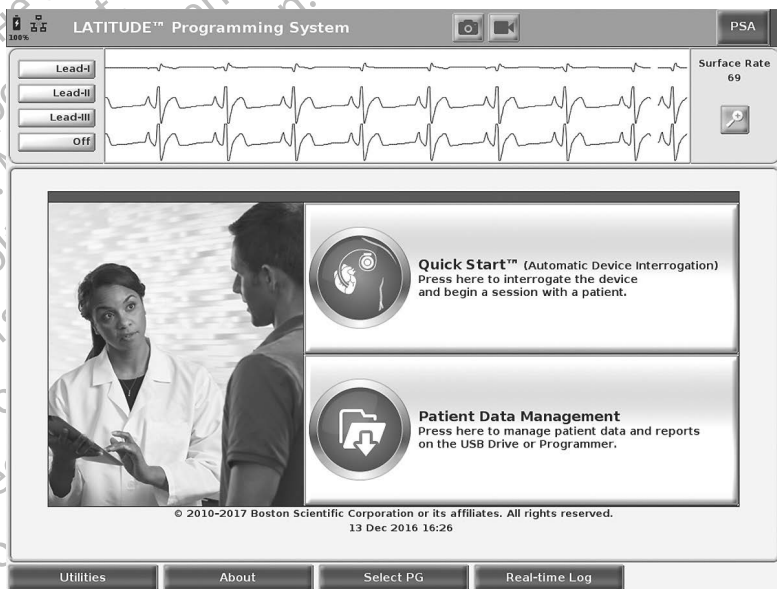 100%
LATITUDE™ Programming System
PSA
Lead-I
Lead-II
Lead-III
Off
Surface Rate
69
Quick Start™ (Automatic Device Interrogation)
Press here to interrogate the device
and begin a session with a patient.
Patient Data Management
Press here to manage patient data and reports
on the USB Drive or Programmer.
© 2010-2017 Boston Scientific Corporation or its affiliates. All rights reserved.
13 Dec 2016 16:26
Utilities
About
Select PG
Real-time Log